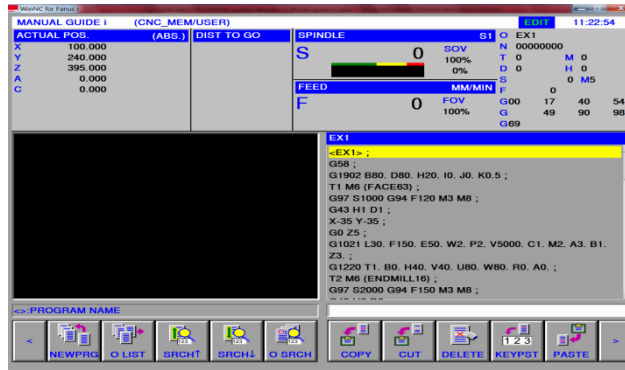 WinNC for Fanuc i
MANUAL GUIDE i (CNC_MEM/USER) EDIT 11:22:54
ACTUAL POS. (ABS.) DIST TO GO SPINDLE S1 O EX1
X 100.000
Y 240.000
Z 395.000
A 0.000
C 0.000
S 0 SOV 100% 0%
FEED MM/MIN
F 0 FOV 100%
N 00000000
T 0 M 0
D 0 H 0
S 0 M5
F 0
G00 17 40 54
G 49 90 98
G69
EX1
<EX1> ;
G58 ;
G1902 B80. D80. H20. I0. J0. K0.5 ;
T1 M6 (FACE63) ;
G97 S1000 G94 F120 M3 M8 ;
G43 H1 D1 ;
X-35 Y-35 ;
G0 Z5 ;
G1021 L30. F150. E50. W2. P2. V5000. C1. M2. A3. B1.
Z3. ;
G1220 T1. B0. H40. V40. U80. W80. R0. A0. ;
T2 M6 (ENDMILL16) ;
G97 S2000 G94 F150 M3 M8 ;
<>:PROGRAM NAME
< NEWPRG O LIST SRCH↑ SRCH↓ O SRCH COPY CUT DELETE KEYPST PASTE >